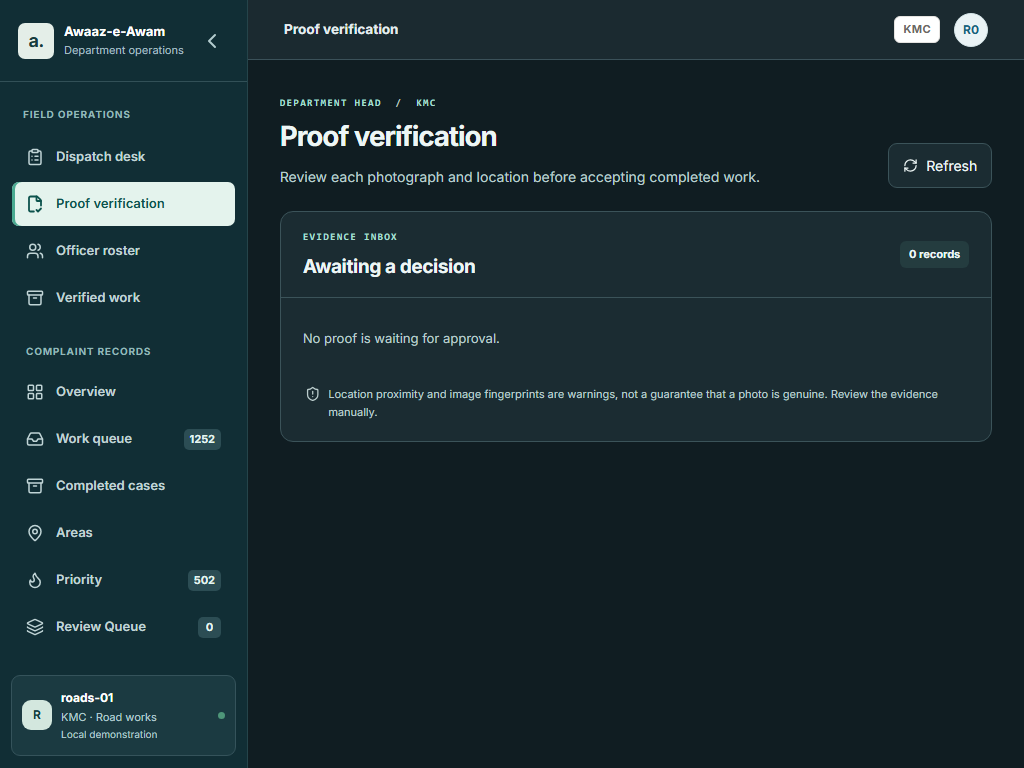 a.
Awaaz-e-Awam
Department operations
FIELD OPERATIONS
Dispatch desk
Proof verification
Officer roster
Verified work
COMPLAINT RECORDS
Overview
Work queue 1252
Completed cases
Areas
Priority 502
Review Queue 0
R
roads-01
KMC · Road works
Local demonstration
Proof verification
KMC
R0
DEPARTMENT HEAD / KMC
Proof verification
Review each photograph and location before accepting completed work.
Refresh
EVIDENCE INBOX
Awaiting a decision
0 records
No proof is waiting for approval.
Location proximity and image fingerprints are warnings, not a guarantee that a photo is genuine. Review the evidence
manually.